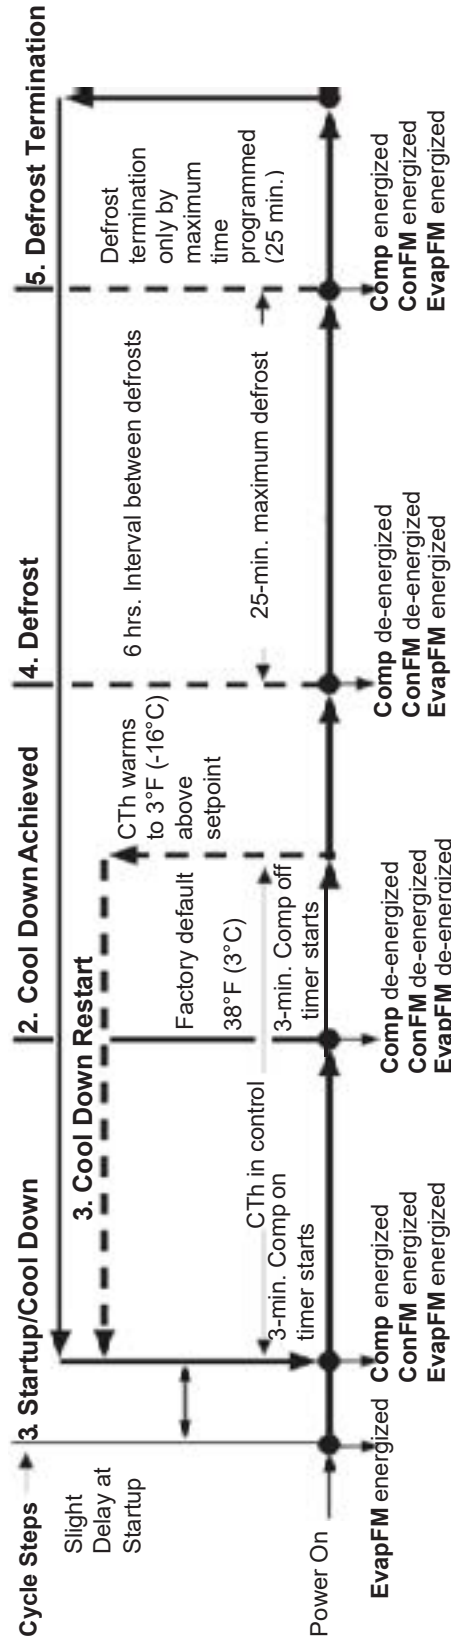 Cycle Steps
3. Startup/Cool Down
2. Cool Down Achieved
4. Defrost
5. Defrost Termination
3. Cool Down Restart
Slight
Delay at
Startup
Factory default
38°F (3°C)
CTh warms
to 3°F (-16°C)
above
setpoint
6 hrs. Interval between defrosts
Defrost
termination
only by
maximum
time
programmed
(25 min.)
CTh in control
3-min. Comp on
timer starts
3-min. Comp off
timer starts
25-min. maximum defrost
Power On
EvapFM energized
Comp energized
ConFM energized
EvapFM energized
Comp de-energized
ConFM de-energized
EvapFM de-energized
Comp de-energized
ConFM de-energized
EvapFM energized
Comp energized
ConFM energized
EvapFM energized